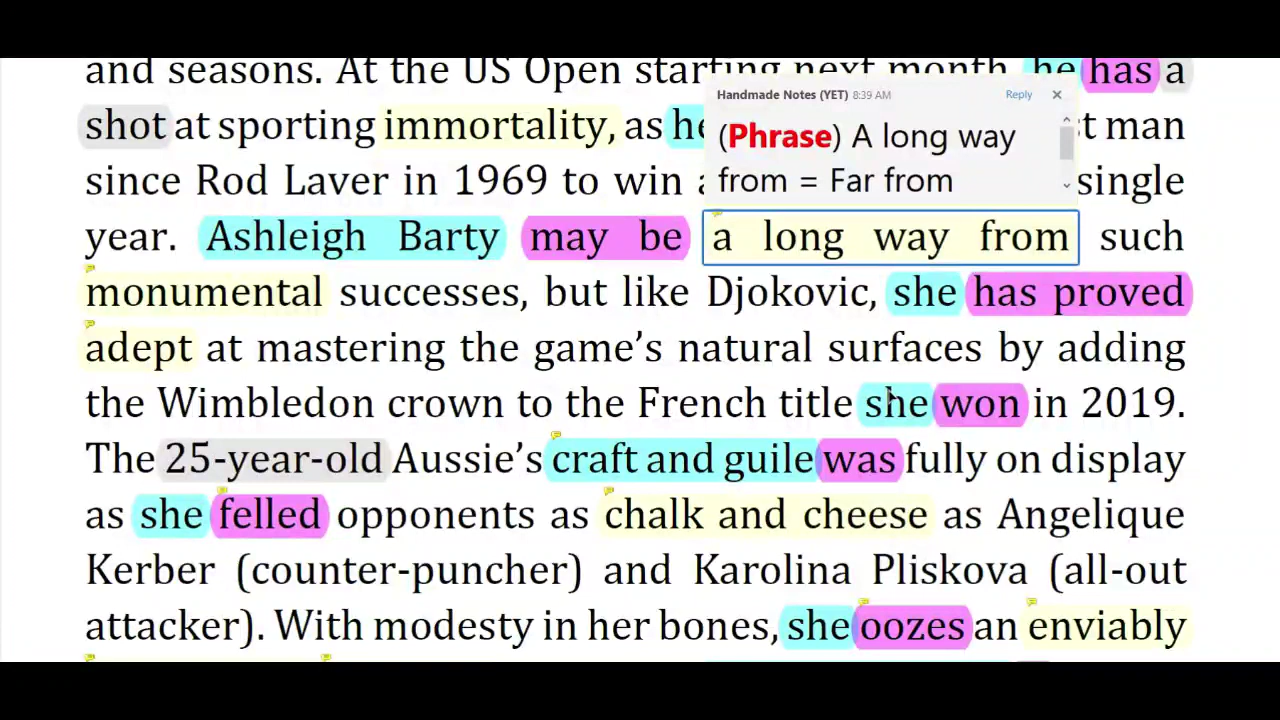 and seasons. At the US Open starting next month, he has a
Handmade Notes (YET) 8:39 AM Reply
shot at sporting immortality, as he t man
(Phrase) A long way
from = Far from
since Rod Laver in 1969 to win single
year. Ashleigh Barty may be a long way from such
monumental successes, but like Djokovic, she has proved
adept at mastering the game's natural surfaces by adding
the Wimbledon crown to the French title she won in 2019.
The 25-year-old Aussie's craft and guile was fully on display
as she felled opponents as chalk and cheese as Angelique
Kerber (counter-puncher) and Karolina Pliskova (all-out
attacker). With modesty in her bones, she oozes an enviably